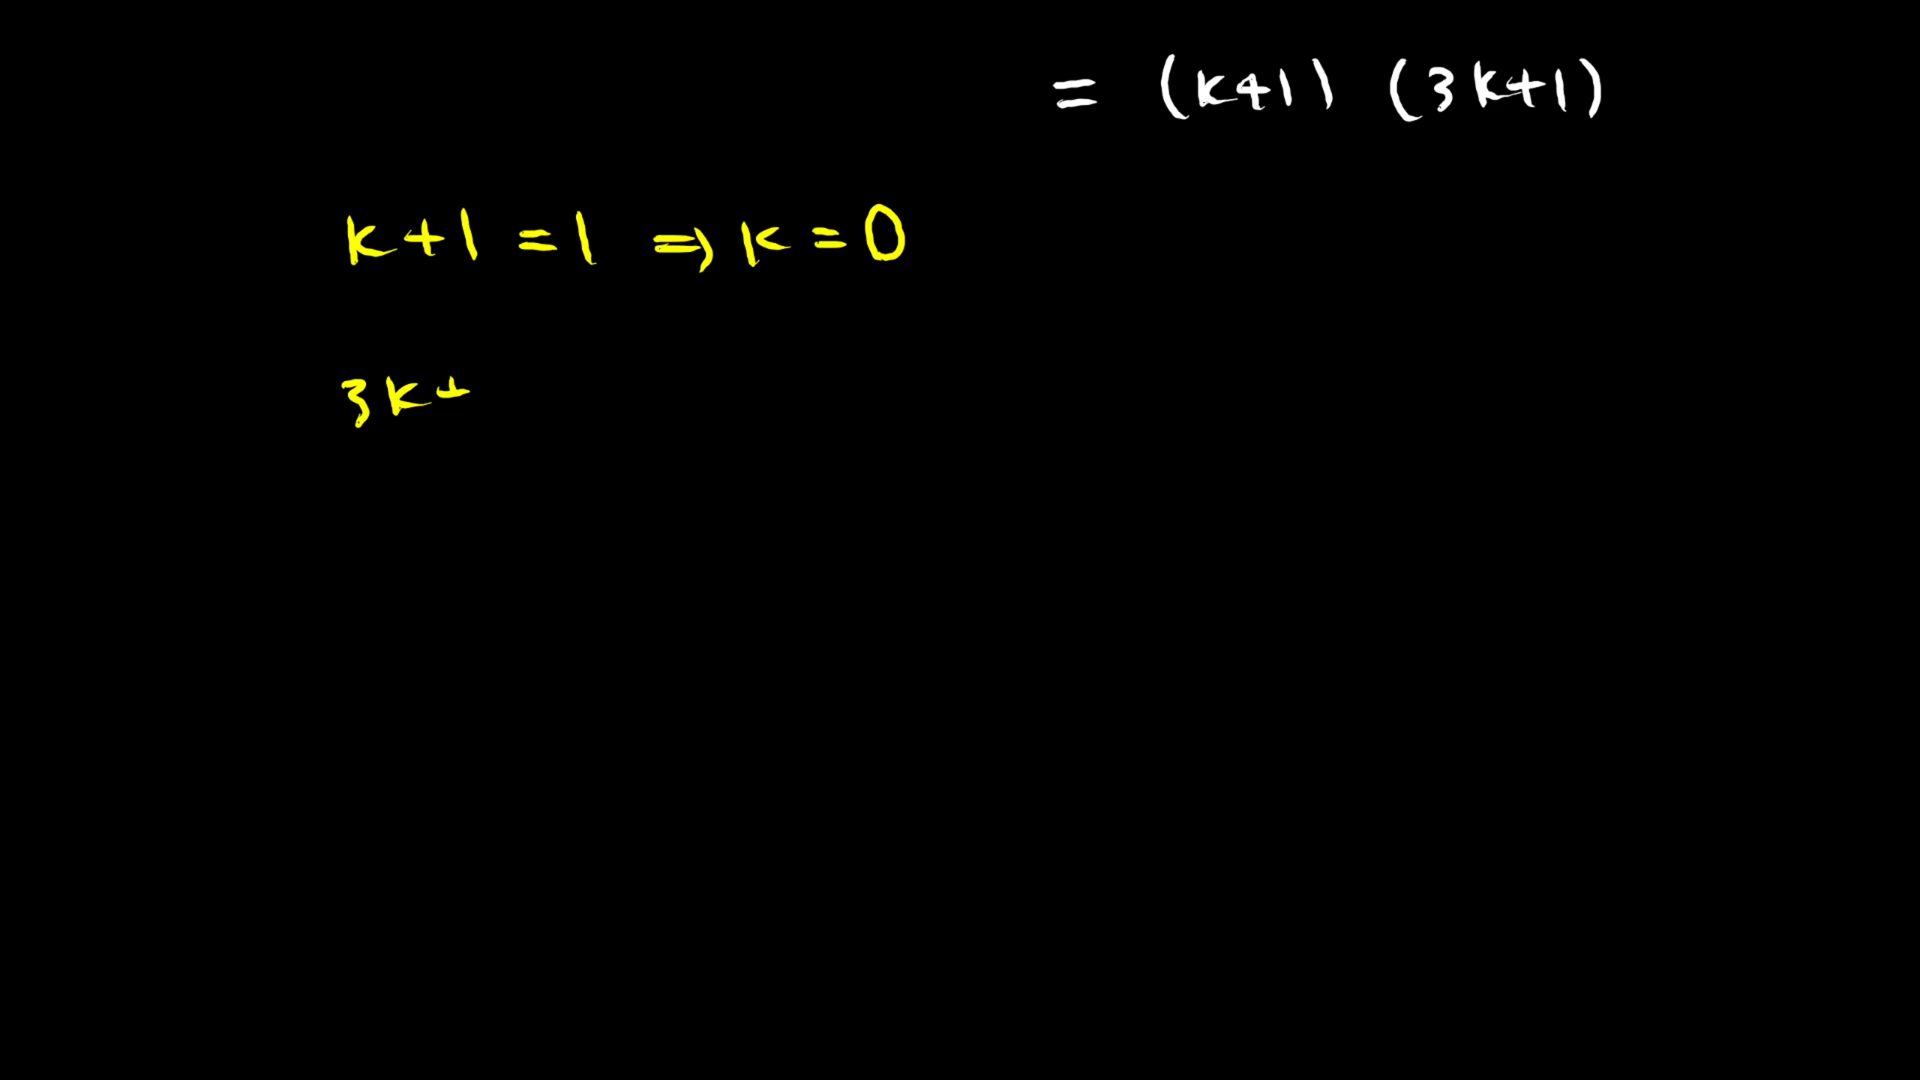 = (k+1) (3k+1)
k+1 = 1 ⇒ k = 0
3k+